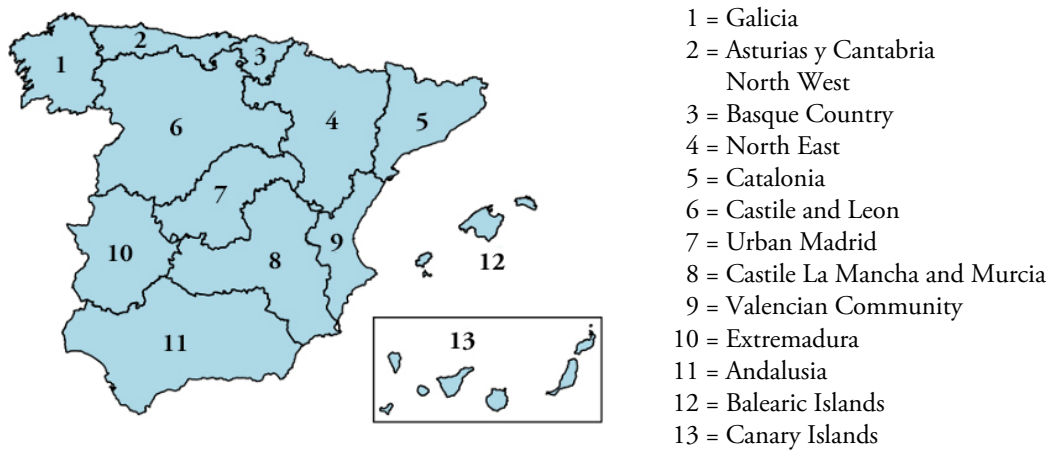 1
2
3
4
5
6
7
8
9
10
11
12
13
1 = Galicia
2 = Asturias y Cantabria
North West
3 = Basque Country
4 = North East
5 = Catalonia
6 = Castile and Leon
7 = Urban Madrid
8 = Castile La Mancha and Murcia
9 = Valencian Community
10 = Extremadura
11 = Andalusia
12 = Balearic Islands
13 = Canary Islands